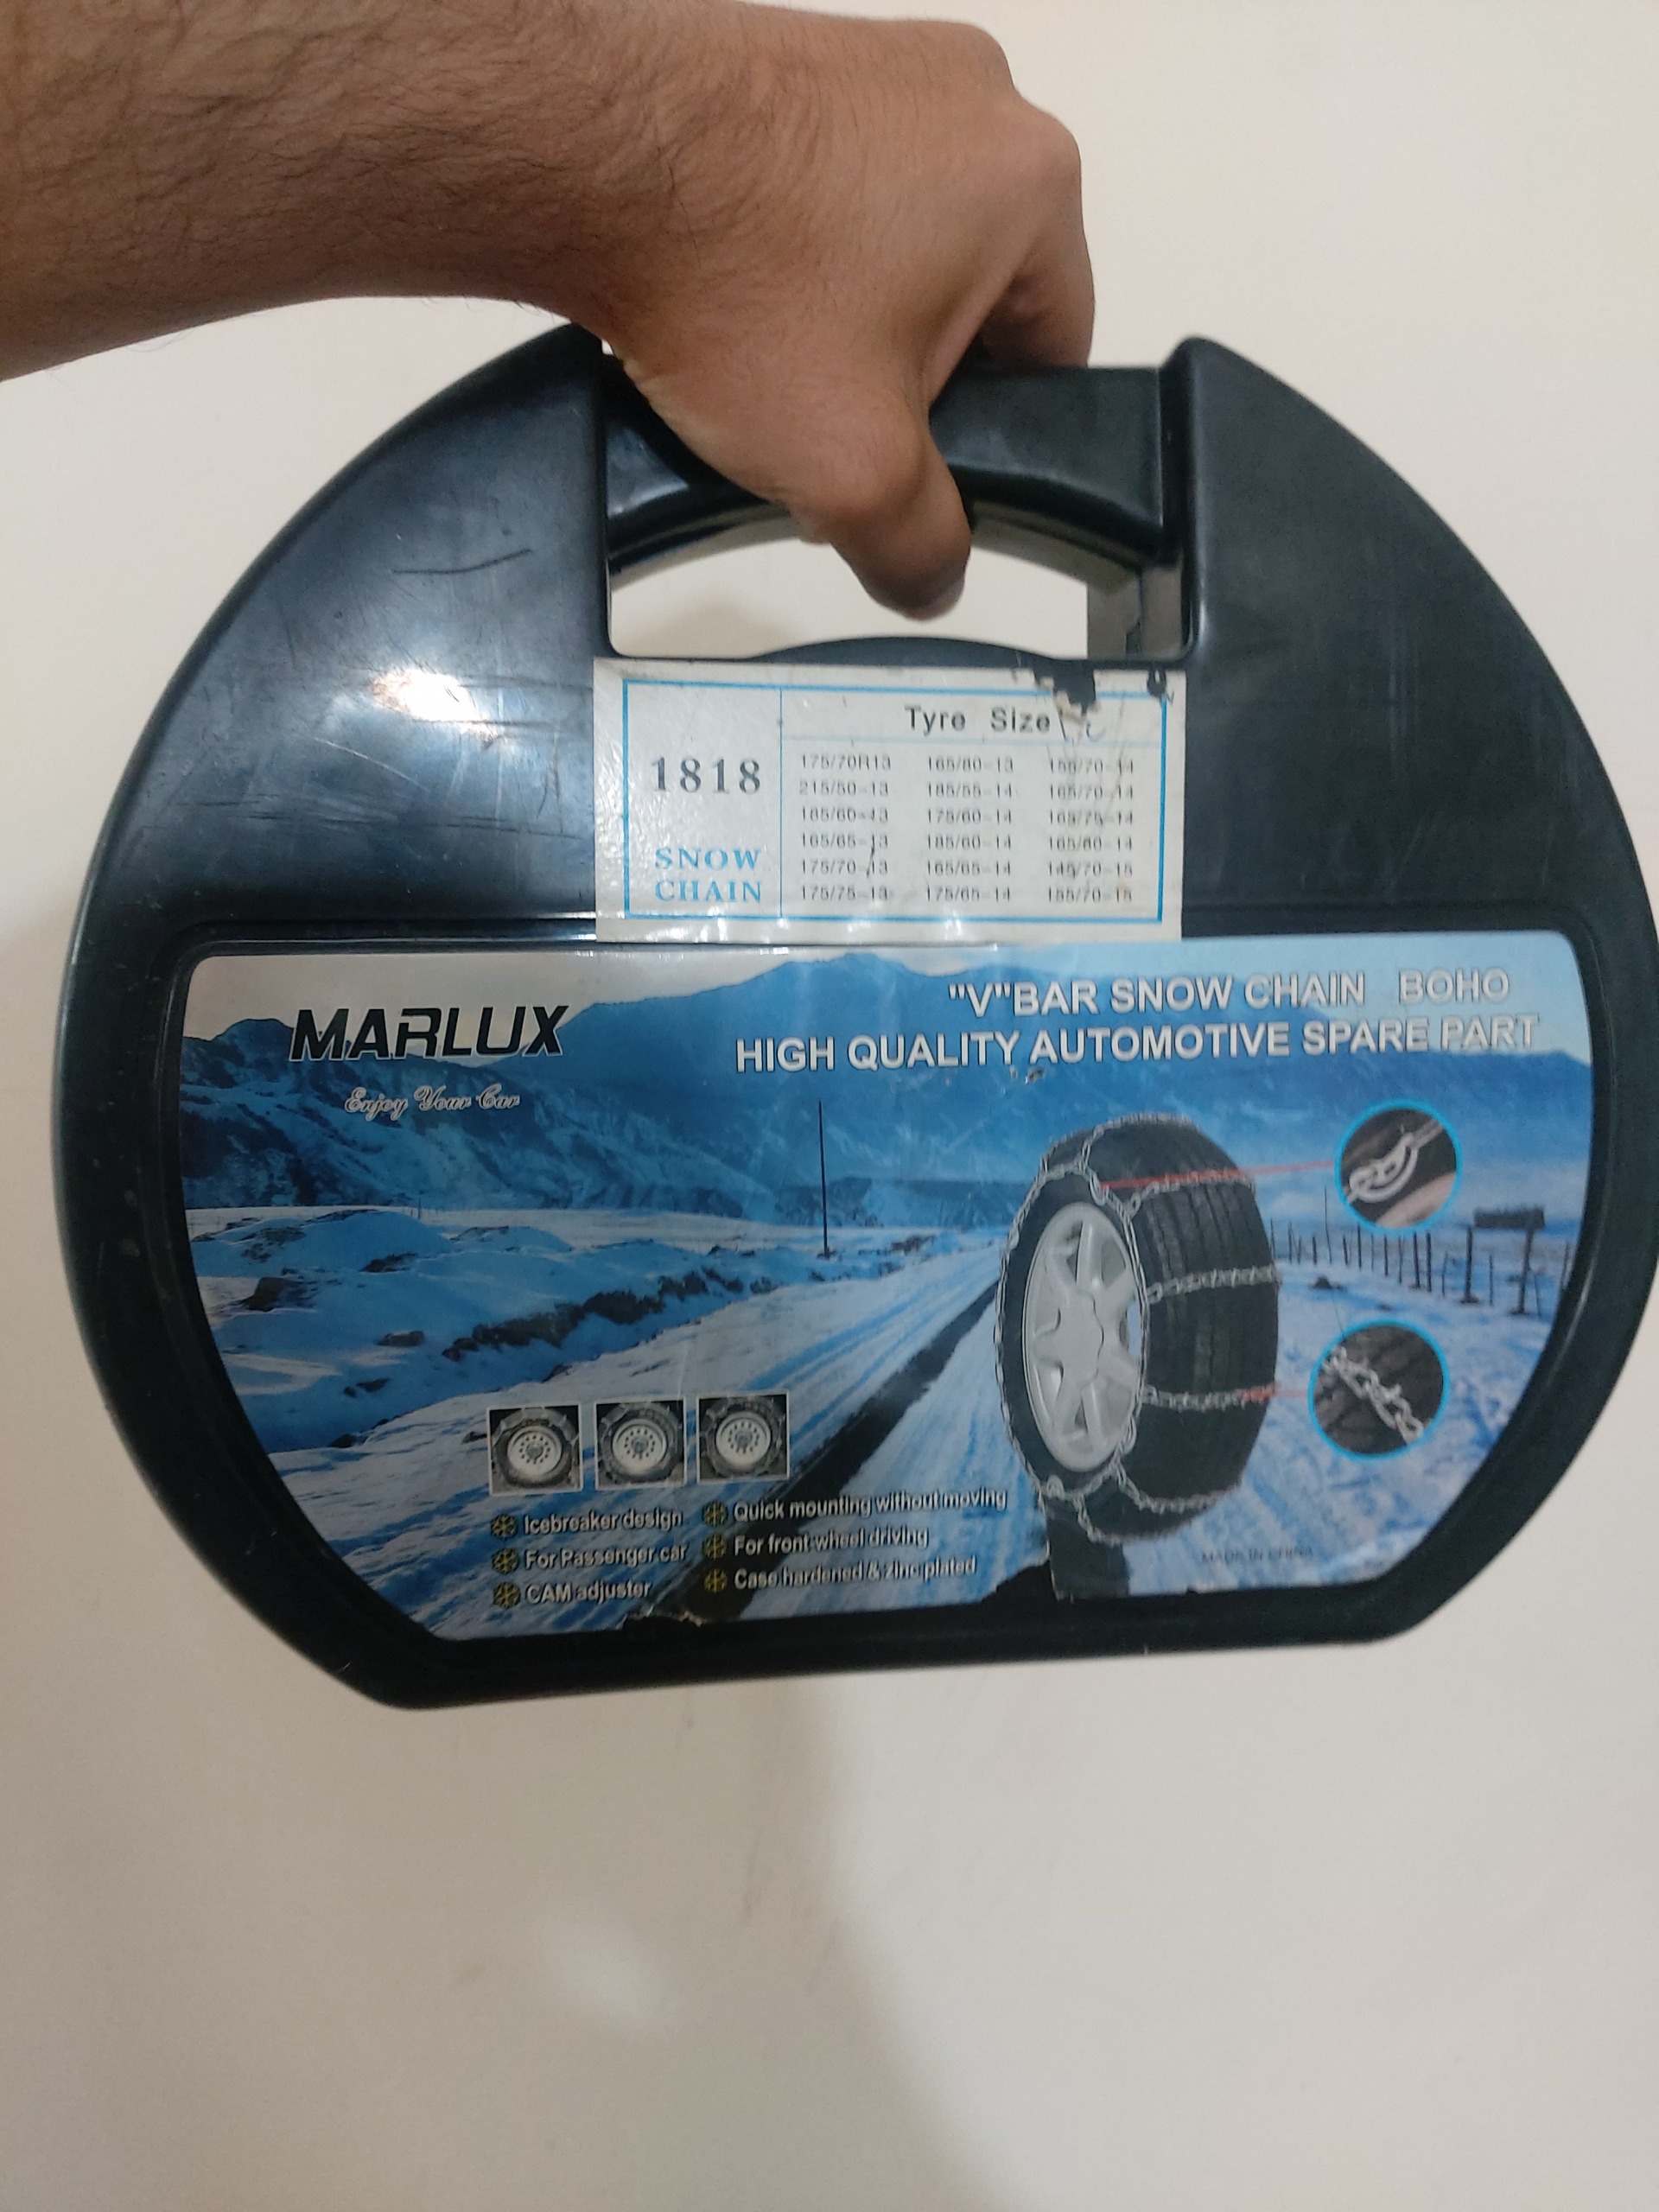 Tyre Size
1818
SNOW
CHAIN
175/70R13 165/80-13 155/70-14
215/50-13 185/55-14 165/70-14
185/60-13 175/60-14 165/75-14
165/65-13 185/60-14 165/60-14
175/70-13 165/65-14 145/70-15
175/75-13 175/65-14 155/70-15
MARLUX
Enjoy Your Car
"V"BAR SNOW CHAIN BOHO
HIGH QUALITY AUTOMOTIVE SPARE PART
Icebreaker design
For Passenger car
CAM adjuster
Quick mounting without moving
For front-wheel driving
Case hardened & zinc plated
MADE IN CHINA